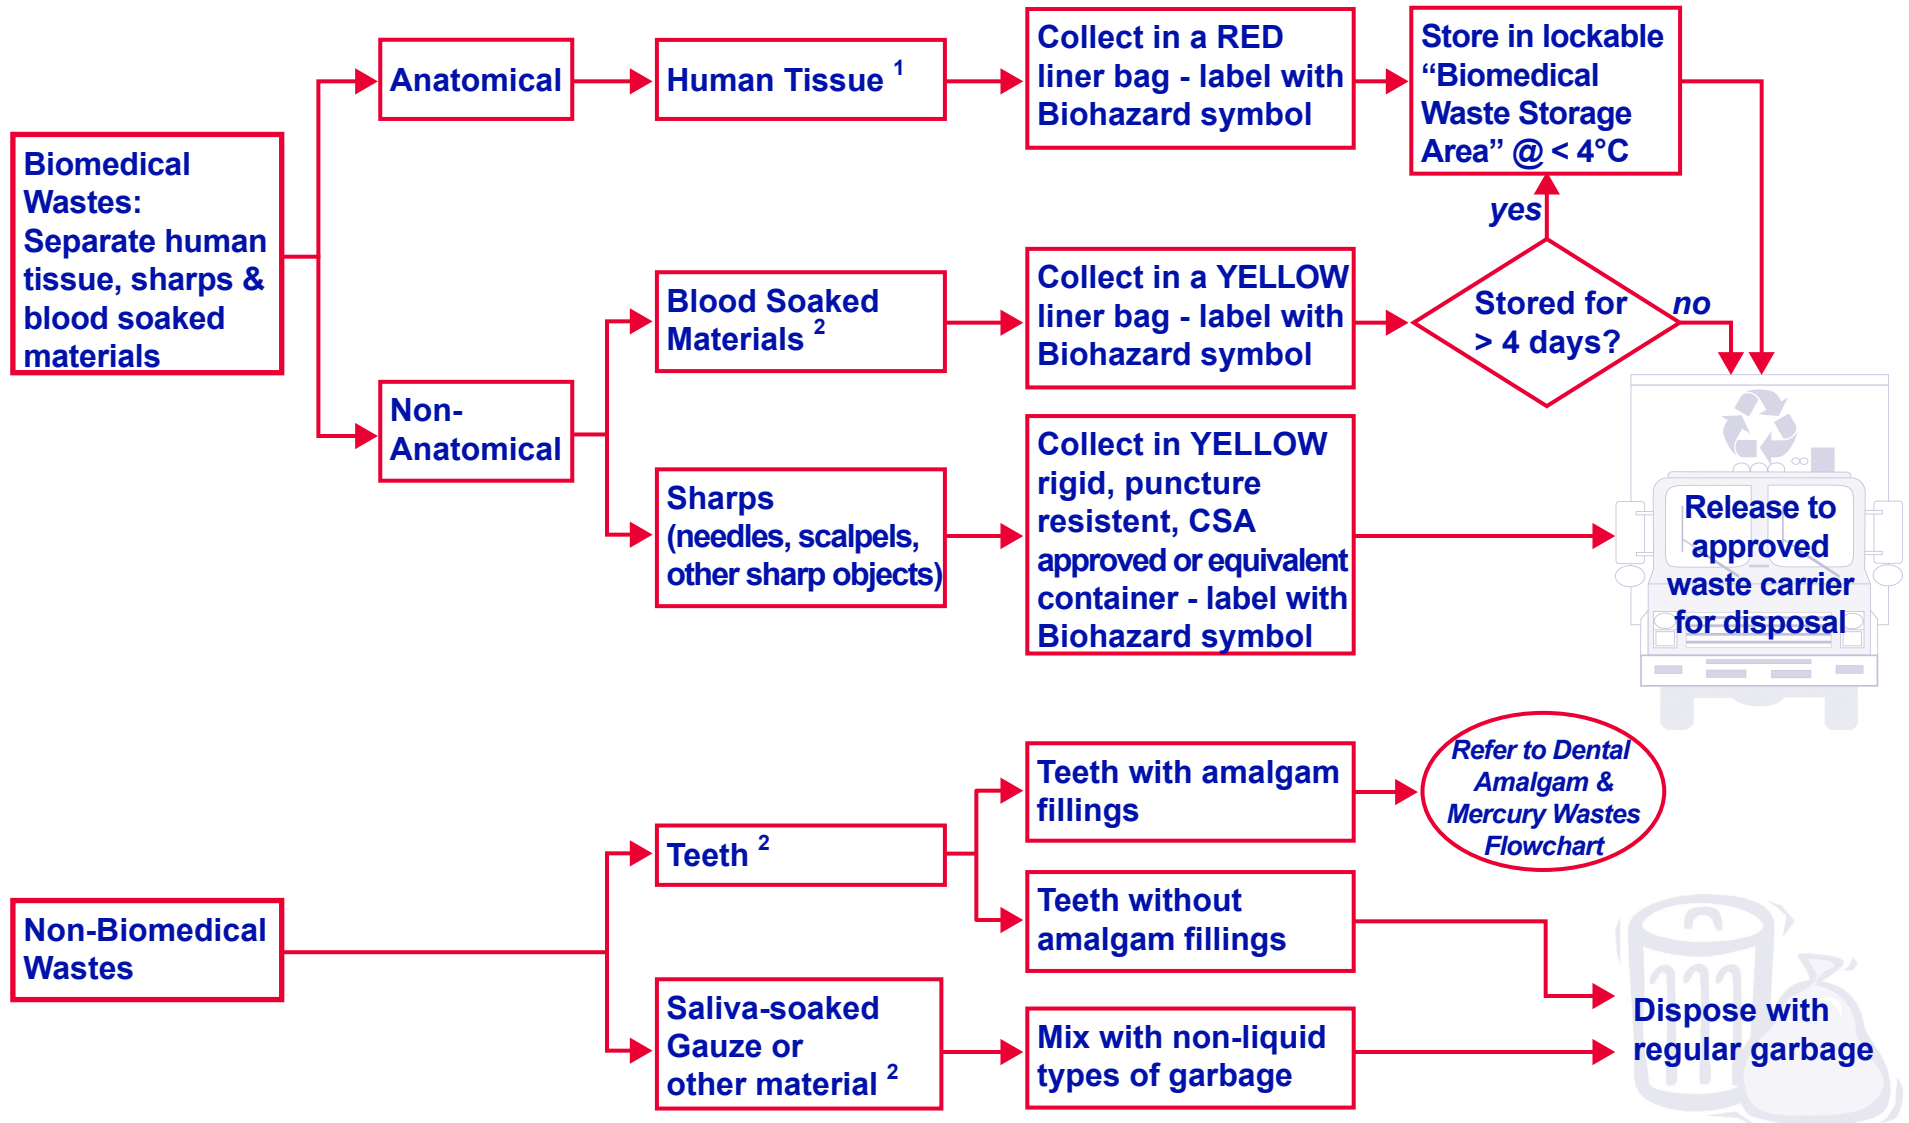 Biomedical
Wastes:
Separate human
tissue, sharps &
blood soaked
materials
Anatomical
Human Tissue 1
Collect in a RED
liner bag - label with
Biohazard symbol
Store in lockable
“Biomedical
Waste Storage
Area” @ < 4°C
yes
Non-
Anatomical
Blood Soaked
Materials 2
Collect in a YELLOW
liner bag - label with
Biohazard symbol
Stored for
> 4 days?
no
Sharps
(needles, scalpels,
other sharp objects)
Collect in YELLOW
rigid, puncture
resistent, CSA
approved or equivalent
container - label with
Biohazard symbol
Release to
approved
waste carrier
for disposal
Non-Biomedical
Wastes
Teeth 2
Teeth with amalgam
fillings
Refer to Dental
Amalgam &
Mercury Wastes
Flowchart
Teeth without
amalgam fillings
Saliva-soaked
Gauze or
other material 2
Mix with non-liquid
types of garbage
Dispose with
regular garbage